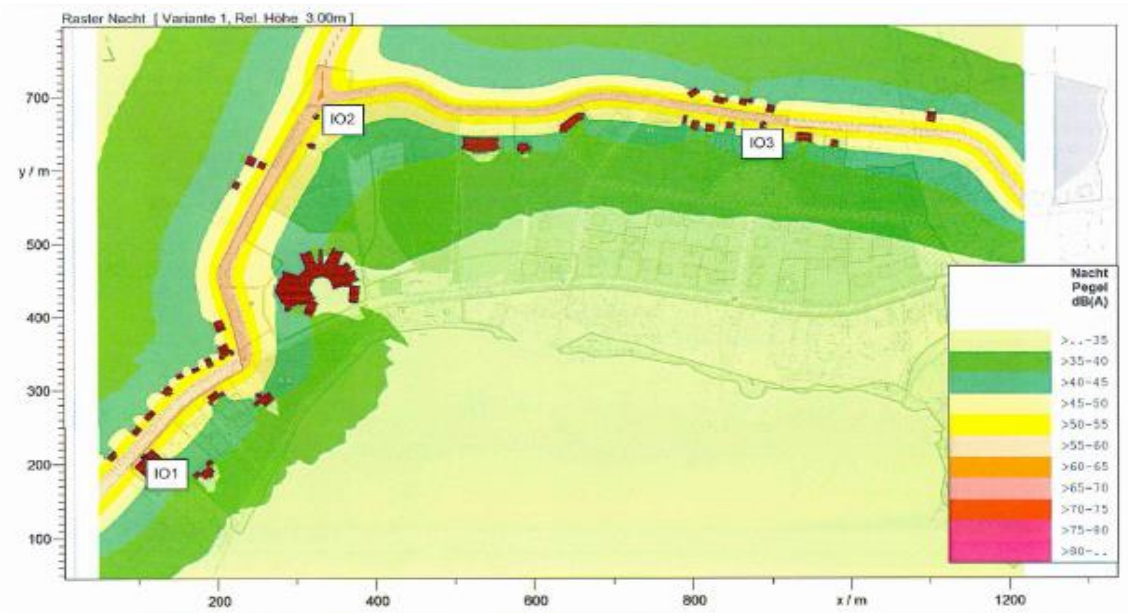 Raster Nacht [ Variante 1, Rel. Höhe 3.00m ]
700
IO2
IO3
y / m
500
Nacht
Pegel
dB(A)
400
>..-35
>35-40
300
>40-45
>45-50
>50-55
200
IO1
>55-60
>60-65
>65-70
100
>70-75
>75-80
>80-..
200
400
600
800
x / m
1200